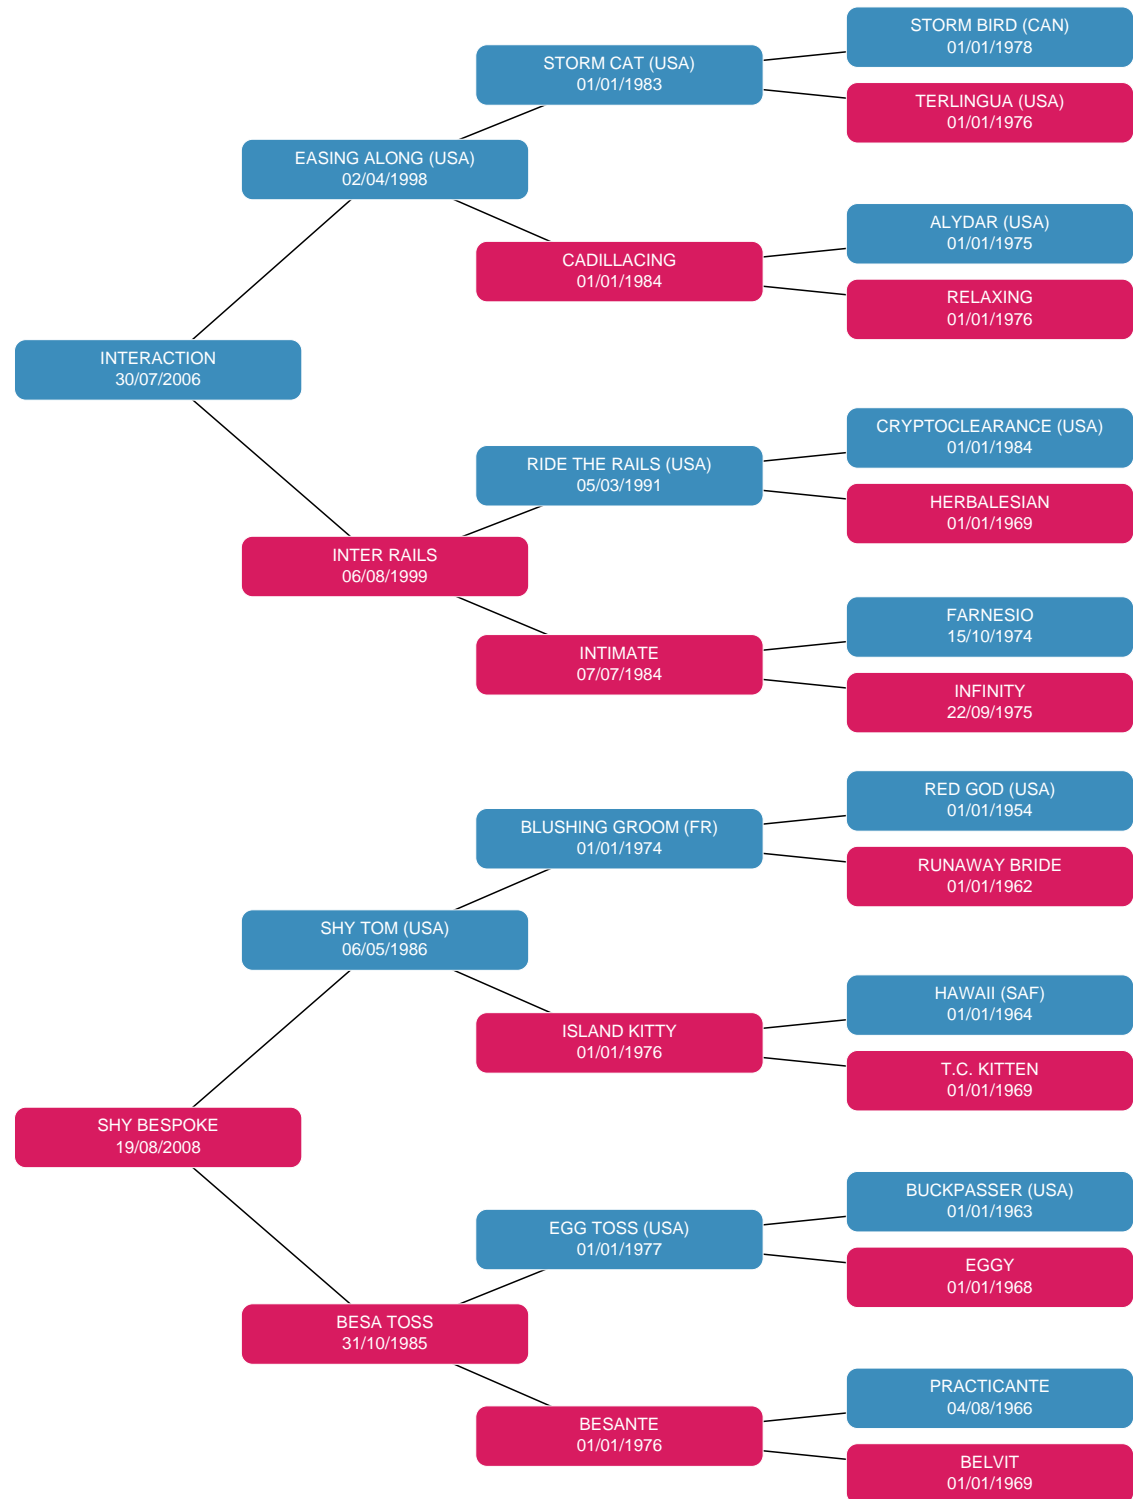 STORM BIRD (CAN)
01/01/1978
STORM CAT (USA)
01/01/1983
TERLINGUA (USA)
01/01/1976
EASING ALONG (USA)
02/04/1998
ALYDAR (USA)
01/01/1975
CADILLACING
01/01/1984
RELAXING
01/01/1976
INTERACTION
30/07/2006
CRYPTOCLEARANCE (USA)
01/01/1984
RIDE THE RAILS (USA)
05/03/1991
HERBALESIAN
01/01/1969
INTER RAILS
06/08/1999
FARNESIO
15/10/1974
INTIMATE
07/07/1984
INFINITY
22/09/1975
RED GOD (USA)
01/01/1954
BLUSHING GROOM (FR)
01/01/1974
RUNAWAY BRIDE
01/01/1962
SHY TOM (USA)
06/05/1986
HAWAII (SAF)
01/01/1964
ISLAND KITTY
01/01/1976
T.C. KITTEN
01/01/1969
SHY BESPOKE
19/08/2008
BUCKPASSER (USA)
01/01/1963
EGG TOSS (USA)
01/01/1977
EGGY
01/01/1968
BESA TOSS
31/10/1985
PRACTICANTE
04/08/1966
BESANTE
01/01/1976
BELVIT
01/01/1969